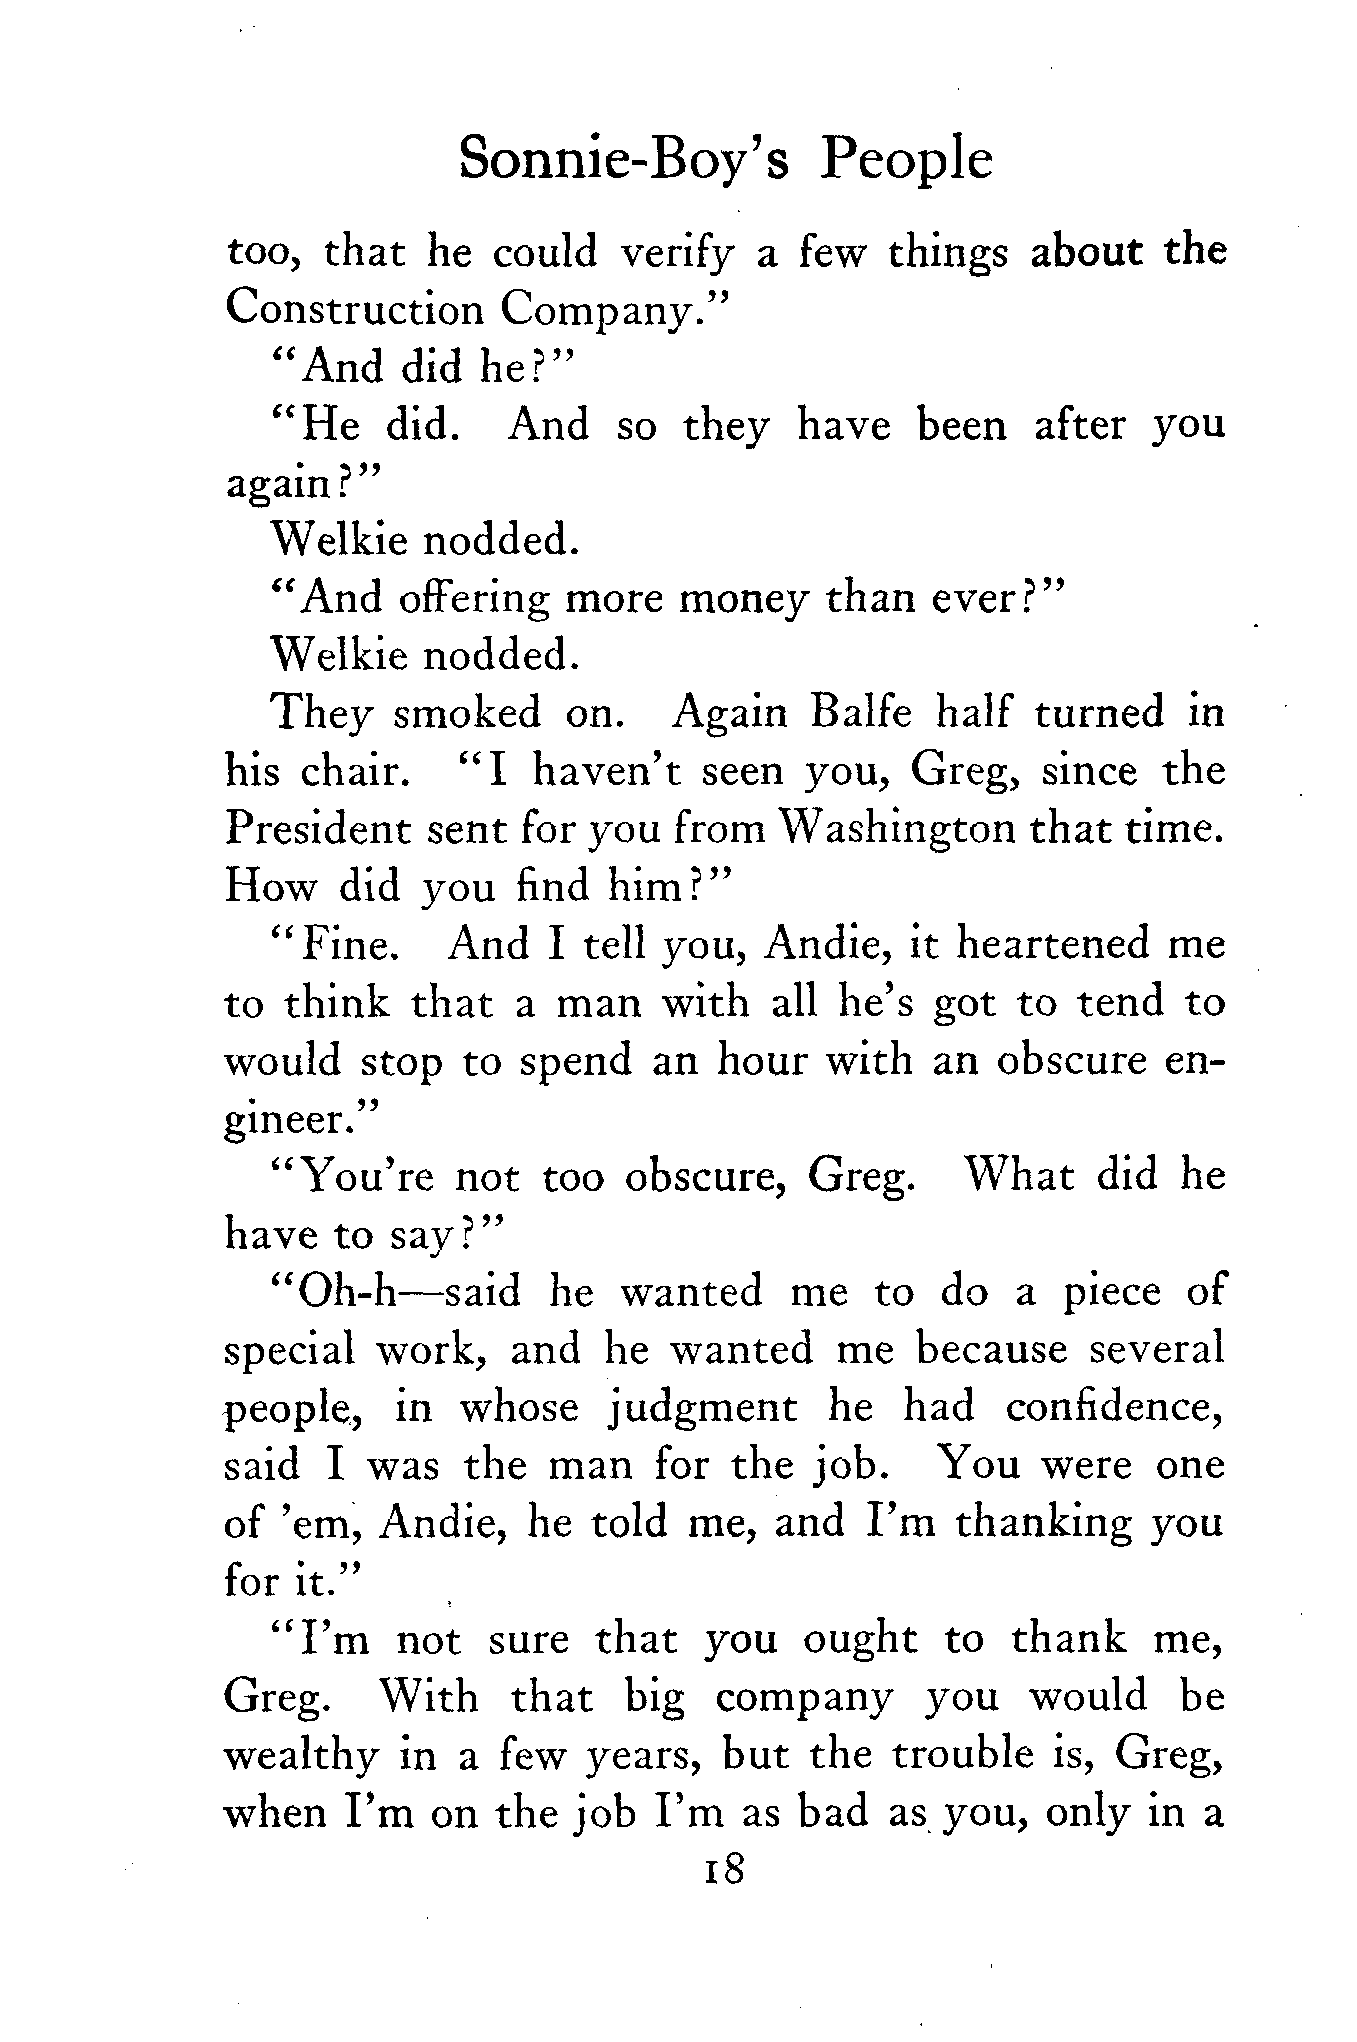 Sonnie-Boy's People
too, that he could verify a few things about the
Construction Company."
"And did he?"
"He did. And so they have been after you
again?"
Welkie nodded.
"And offering more money than ever?"
Welkie nodded.
They smoked on. Again Balfe half turned in
his chair. "I haven't seen you, Greg, since the
President sent for you from Washington that time.
How did you find him?"
"Fine. And I tell you, Andie, it heartened me
to think that a man with all he's got to tend to
would stop to spend an hour with an obscure en-
gineer."
"You're not too obscure, Greg. What did he
have to say?"
"Oh-h—said he wanted me to do a piece of
special work, and he wanted me because several
people, in whose judgment he had confidence,
said I was the man for the job. You were one
of 'em, Andie, he told me, and I'm thanking you
for it."
"I'm not sure that you ought to thank me,
Greg. With that big company you would be
wealthy in a few years, but the trouble is, Greg,
when I'm on the job I'm as bad as you, only in a
18